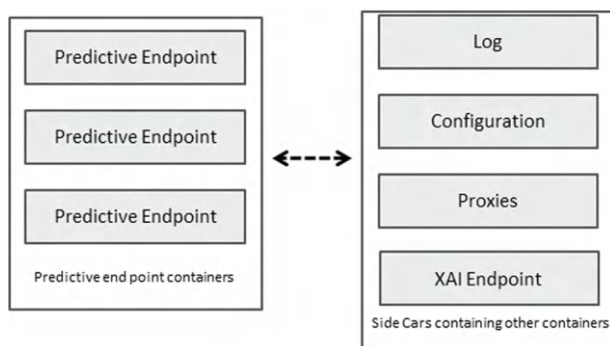 Predictive Endpoint
Predictive Endpoint
Predictive Endpoint
Predictive end point containers
Log
Configuration
Proxies
XAI Endpoint
Side Cars containing other containers